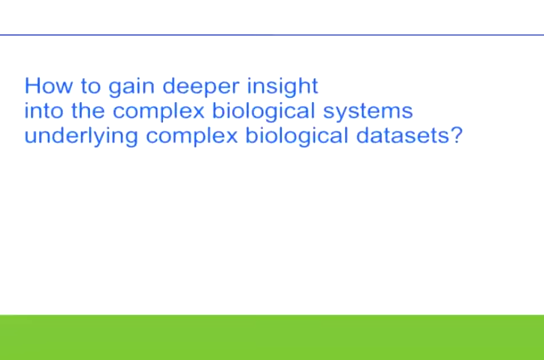 How to gain deeper insight
into the complex biological systems
underlying complex biological datasets?